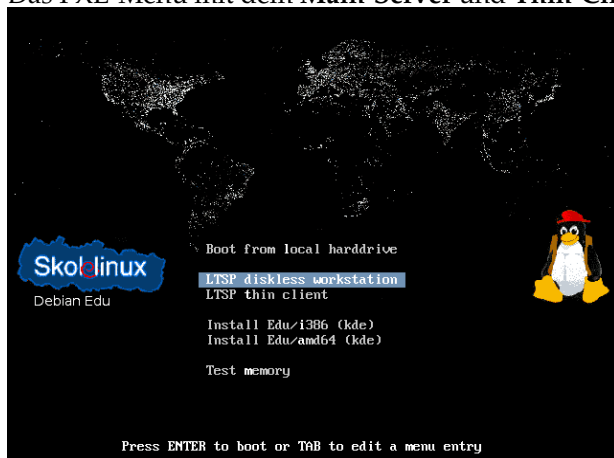 Das PXE-Menü mit dem Main-Server und Thin-Cli
Boot from local harddrive
Skolelinux
LTSP diskless workstation
LTSP thin client
Debian Edu
Install Edu/i386 (kde)
Install Edu/amd64 (kde)
Test memory
Press ENTER to boot or TAB to edit a menu entry